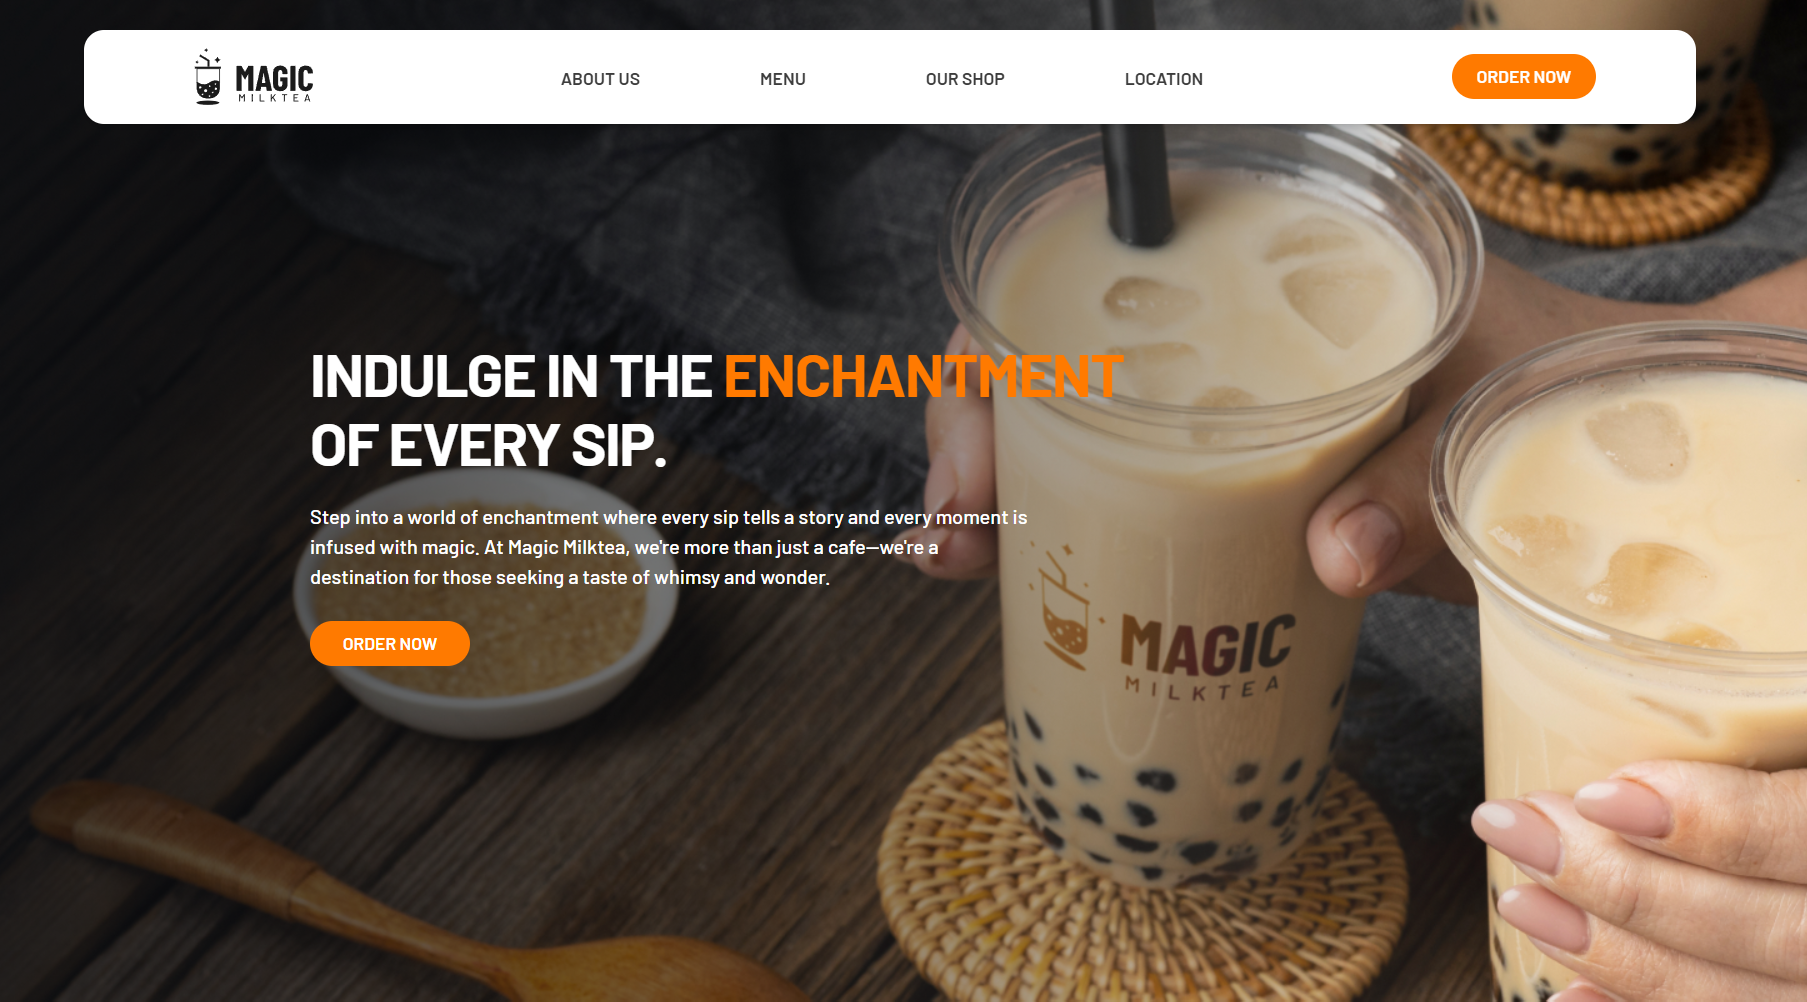 MAGIC
MILKTEA
ABOUT US
MENU
OUR SHOP
LOCATION
ORDER NOW
INDULGE IN THE ENCHANTMENT
OF EVERY SIP.
Step into a world of enchantment where every sip tells a story and every moment is
infused with magic. At Magic Milktea, we're more than just a cafe—we're a
destination for those seeking a taste of whimsy and wonder.
ORDER NOW
MAGIC
MILKTEA